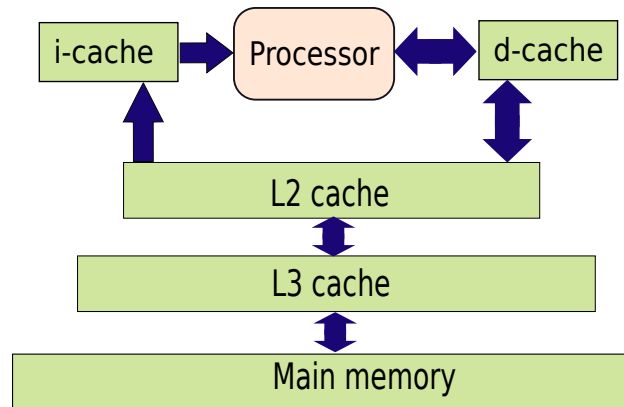 i-cache
Processor
d-cache
L2 cache
L3 cache
Main memory